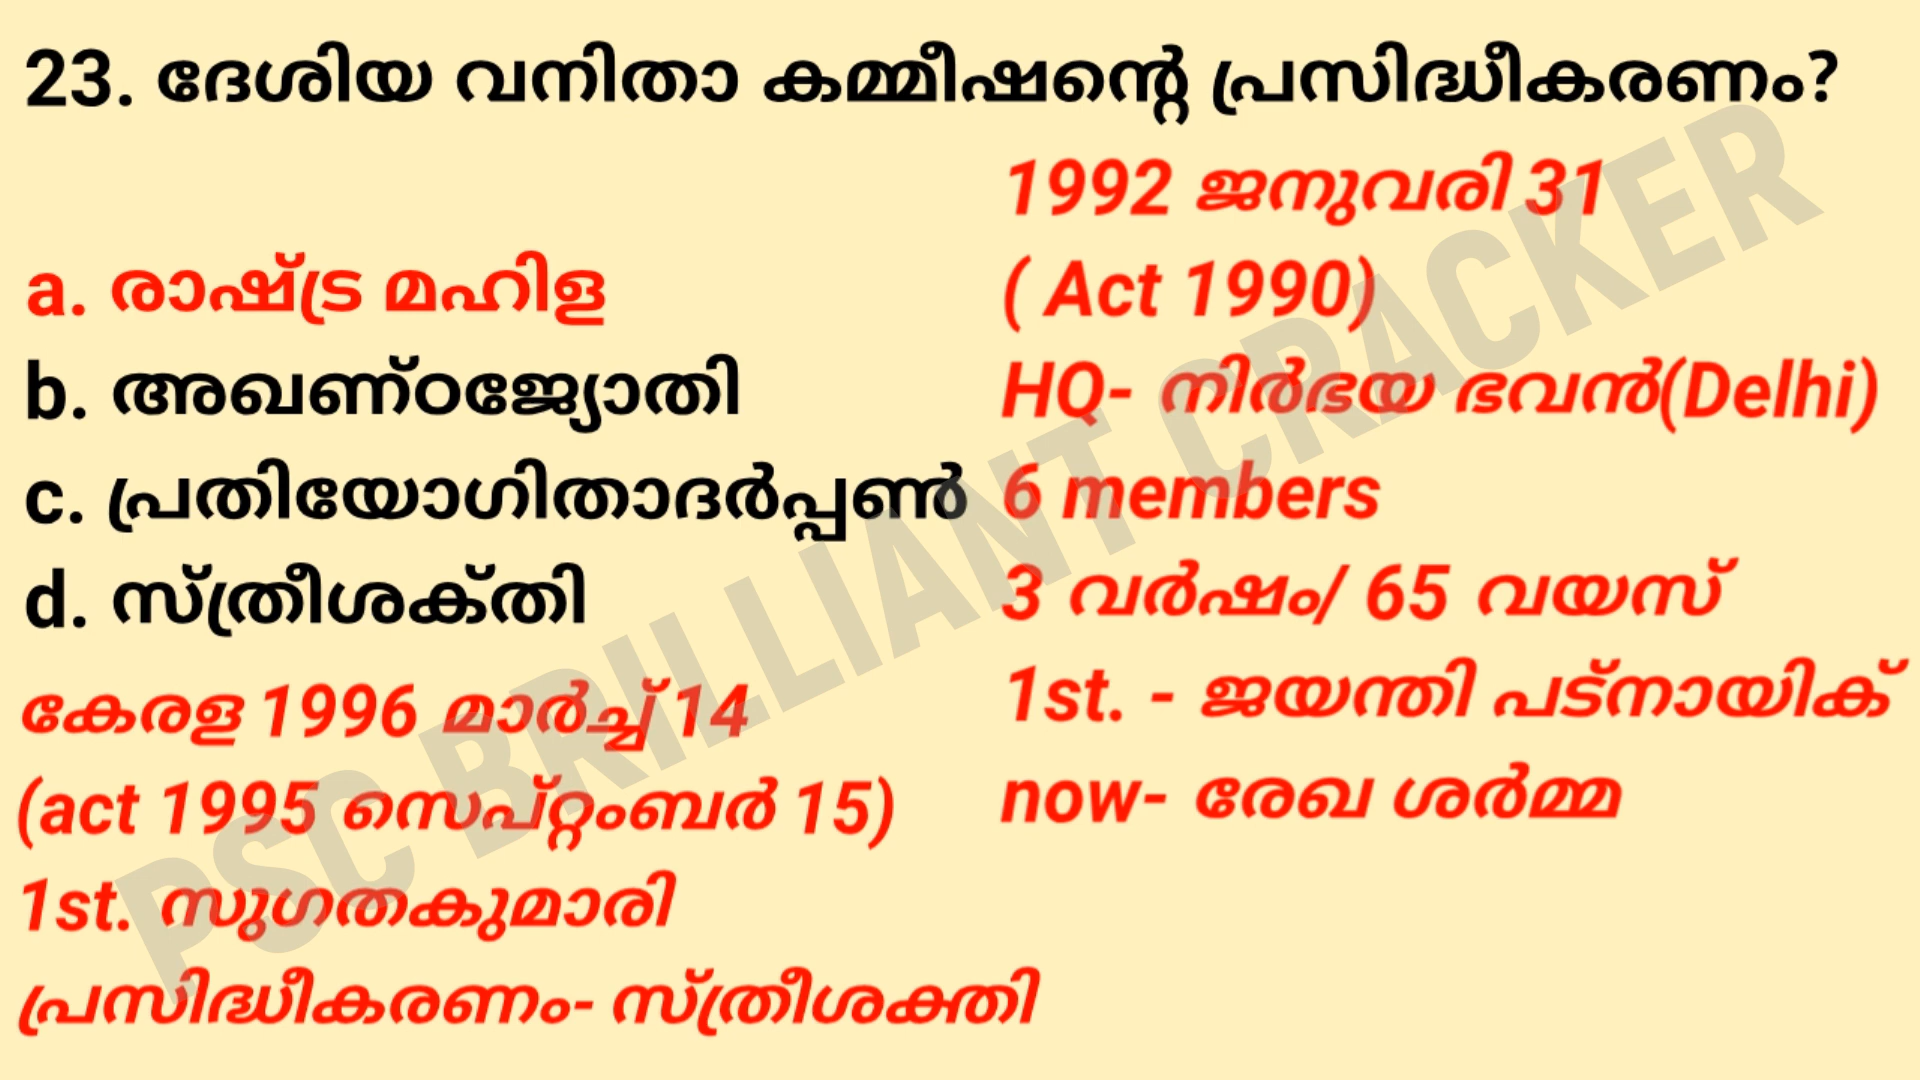 23. ദേശിയ വനിതാ കമ്മീഷന്റെ പ്രസിദ്ധീകരണം?
a. രാഷ്ട്ര മഹിള
b. അഖണ്ഠജ്യോതി
c. പ്രതിയോഗിതാദർപ്പൺ
d. സ്ത്രീശക്തി
കേരള 1996 മാർച്ച് 14
(act 1995 സെപ്റ്റംബർ 15)
1st. സുഗതകുമാരി
പ്രസിദ്ധീകരണം- സ്ത്രീശക്തി
1992 ജനുവരി 31
( Act 1990)
HQ- നിർഭയ ഭവൻ(Delhi)
6 members
3 വർഷം/ 65 വയസ്
1st. - ജയന്തി പട്നായിക്
now- രേഖ ശർമ്മ
PSC BRILLIANT CRACKER